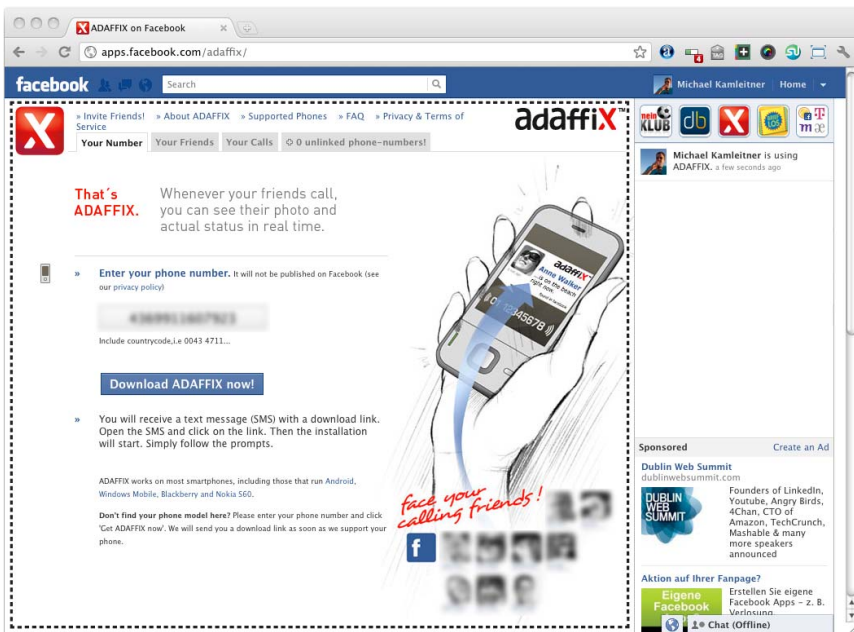 ADAFFIX on Facebook
apps.facebook.com/adaffix/
facebook
Search
Michael Kamleitner
Home
» Invite Friends! » About ADAFFIX » Supported Phones » FAQ » Privacy & Terms of
Service
adaffix™
Your Number
Your Friends
Your Calls
0 unlinked phone-numbers!
That´s
ADAFFIX.
Whenever your friends call,
you can see their photo and
actual status in real time.
» Enter your phone number. It will not be published on Facebook (see
our privacy policy)
Include countrycode,i.e 0043 4711...
Download ADAFFIX now!
» You will receive a text message (SMS) with a download link.
Open the SMS and click on the link. Then the installation
will start. Simply follow the prompts.
ADAFFIX works on most smartphones, including those that run Android,
Windows Mobile, Blackberry and Nokia S60.
Don't find your phone model here? Please enter your phone number and click
'Get ADAFFIX now'. We will send you a download link as soon as we support your
phone.
adaffix
Anne Walker
...is on the beach
right now.
12345678
face your
calling friends!
f
KLUB
db
X
Michael Kamleitner is using
ADAFFIX. a few seconds ago
Sponsored
Create an Ad
Dublin Web Summit
dublinwebsummit.com
DUBLIN
WEB
SUMMIT
Founders of LinkedIn,
Youtube, Angry Birds,
4Chan, CTO of
Amazon, TechCrunch,
Mashable & many
more speakers
announced
Aktion auf Ihrer Fanpage?
Eigene
Facebook
Erstellen Sie eigene
Facebook Apps – z. B.
Verlosung,
Chat (Offline)